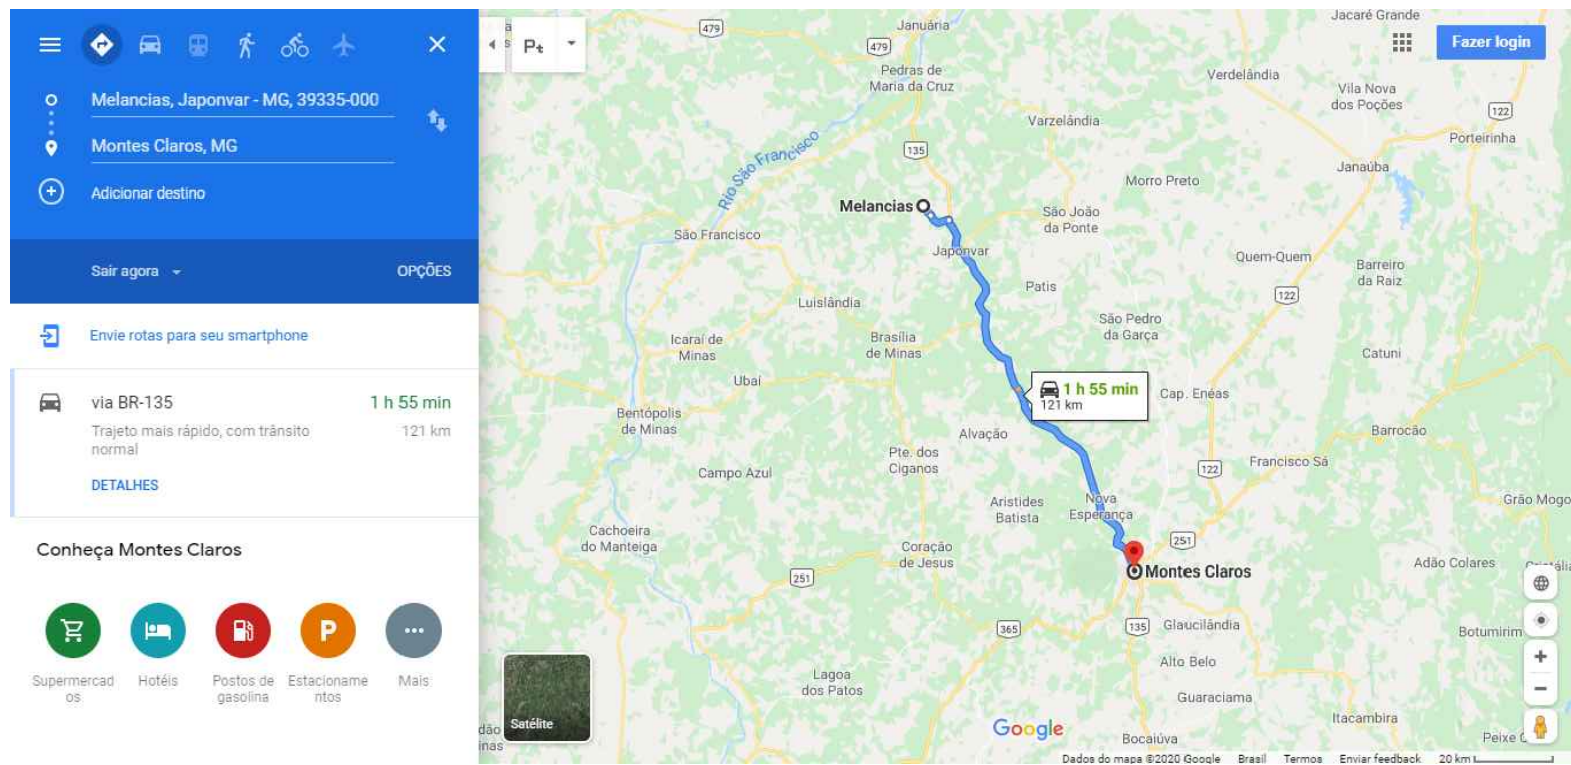 Melancias, Japonvar - MG, 39335-000
Montes Claros, MG
Adicionar destino
Sair agora
OPÇÕES
Envie rotas para seu smartphone
via BR-135
1 h 55 min
Trajeto mais rápido, com trânsito
normal
121 km
DETALHES
Conheça Montes Claros
Supermercad
os
Hotéis
Postos de
gasolina
Estacioname
ntos
Mais
P
Fazer login
479
Januária
Jacaré Grande
479
Pedras de
Maria da Cruz
Verdelândia
Vila Nova
dos Poções
122
Varzelândia
Porteirinha
Rio São Francisco
135
Janaúba
Morro Preto
Melancias
São João
da Ponte
São Francisco
Japonvar
Quem-Quem
Barreiro
da Raiz
Patis
122
Luislândia
São Pedro
da Garça
Icaraí de
Minas
Brasília
de Minas
Catuni
Ubaí
1 h 55 min
121 km
Cap. Enéas
Bentópolis
de Minas
Alvação
Barrocão
Pte. dos
Ciganos
Campo Azul
122
Francisco Sá
Aristides
Batista
Nova
Esperança
Grão Mogo
Cachoeira
do Manteiga
Coração
de Jesus
251
251
Montes Claros
Adão Colares
365
135
Glaucilândia
Botumirim
Alto Belo
Lagoa
dos Patos
Guaraciama
Satélite
Google
Itacambira
Bocaiúva
Peixe
Dados do mapa ©2020 Google
Brasil
Termos
Enviar feedback
20 km